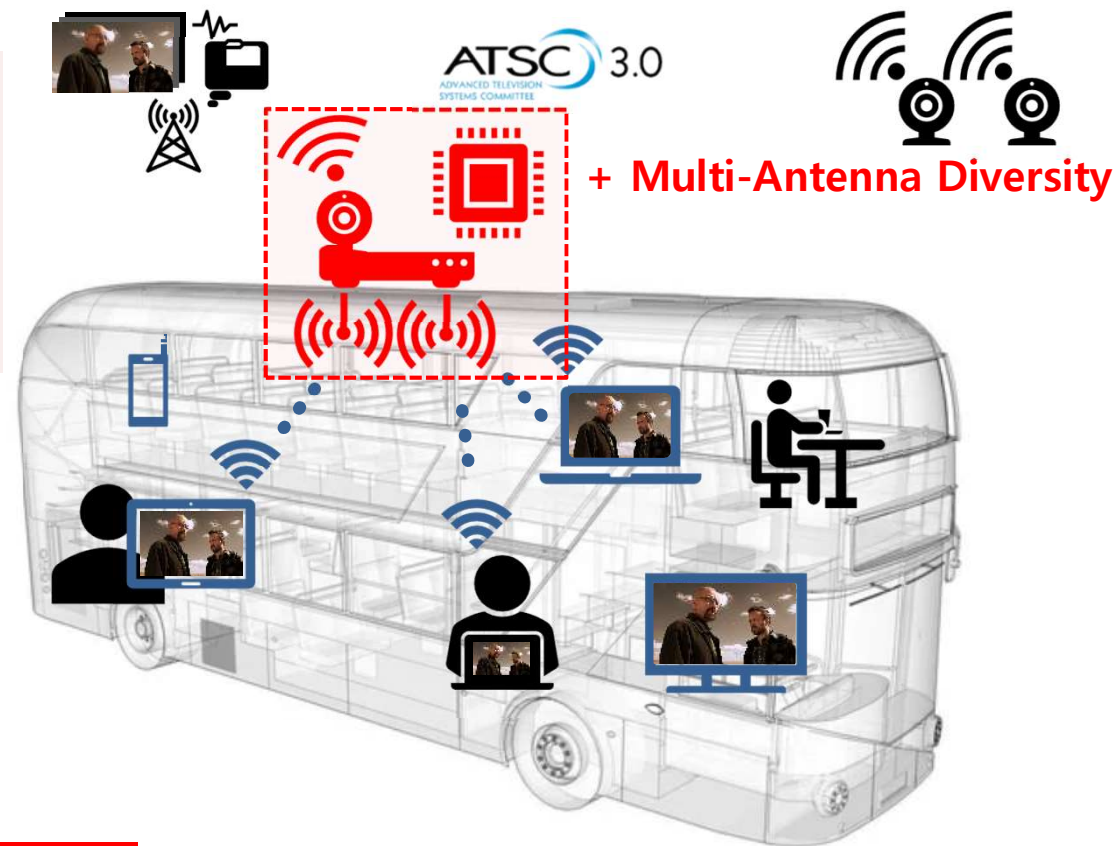 ATSC 3.0
ADVANCED TELEVISION
SYSTEMS COMMITTEE
+ Multi-Antenna Diversity